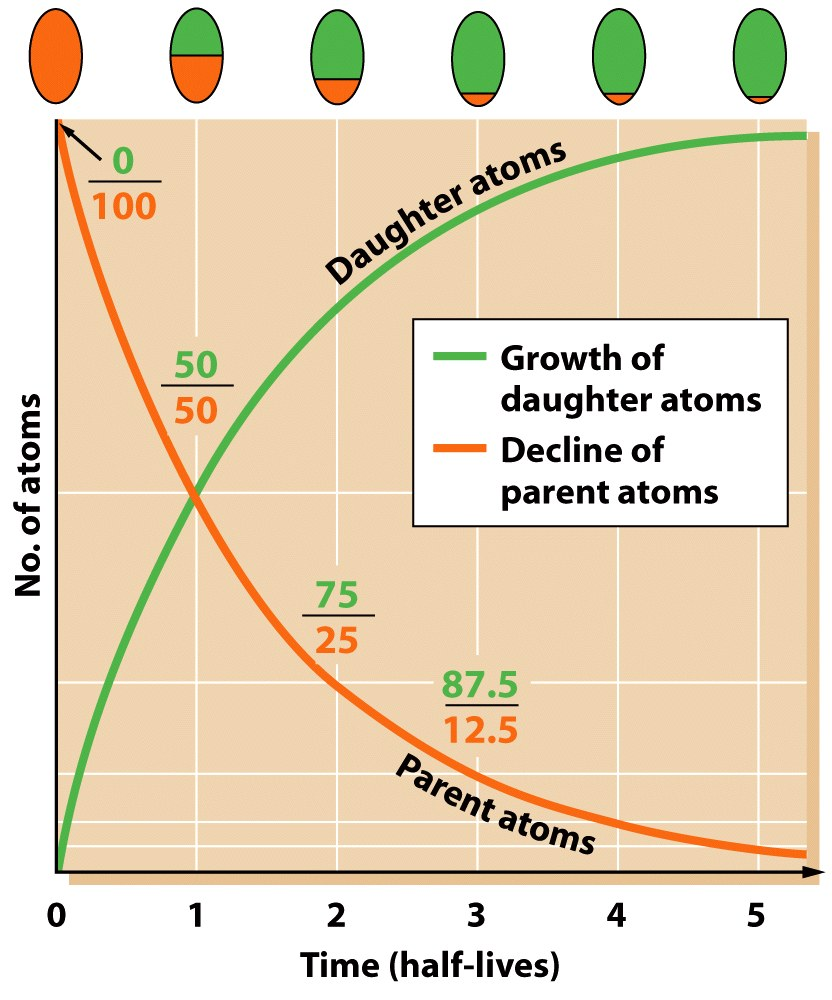 0
100
Daughter atoms
50
50
Growth of
daughter atoms
Decline of
parent atoms
No. of atoms
75
25
87.5
12.5
Parent atoms
0 1 2 3 4 5
Time (half-lives)